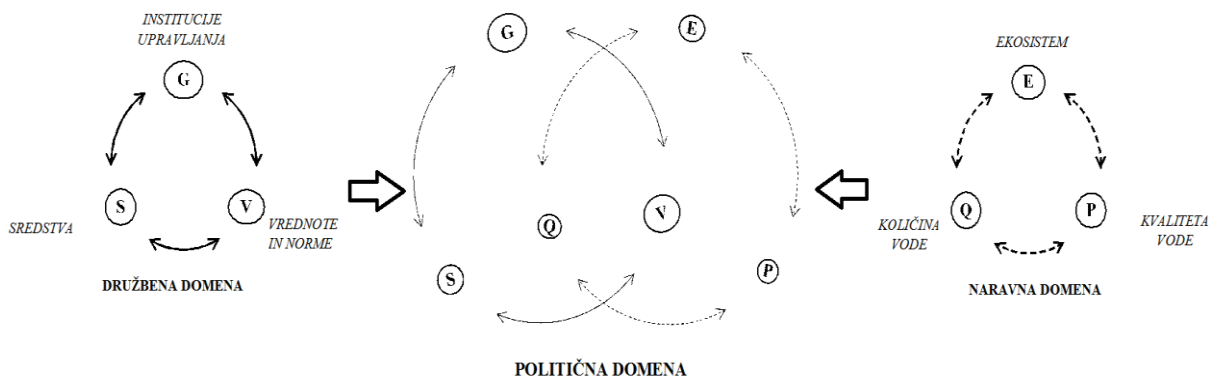 INSTITUCIJE
UPRAVLJANJA
G
S
V
SREDSTVA
VREDNOTE
IN NORME
DRUŽBENA DOMENA
G
E
Q
V
S
P
POLITIČNA DOMENA
EKOSISTEM
E
Q
P
KOLIČINA
VODE
KVALITETA
VODE
NARAVNA DOMENA